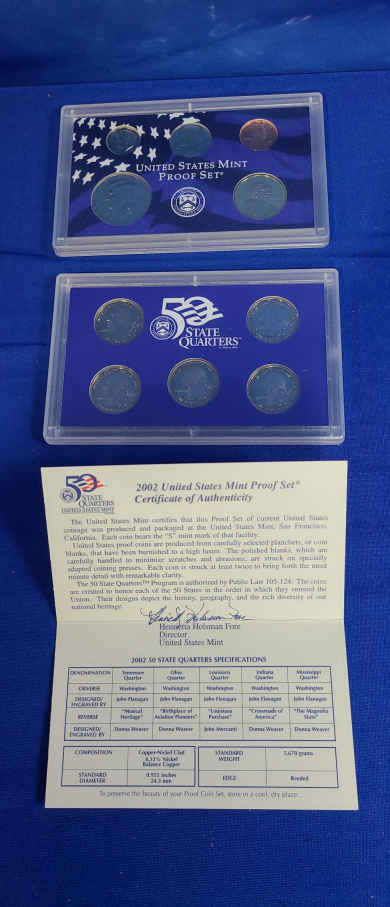 UNITED STATES MINT
PROOF SET®
50
STATE
QUARTERS™
50
STATE
QUARTERS
UNITED STATES MINT
2002 United States Mint Proof Set®
Certificate of Authenticity
The United States Mint certifies that this Proof Set of current United States
coinage was produced and packaged at the United States Mint, San Francisco,
California. Each coin bears the "S" mint mark of that facility.
United States proof coins are produced from carefully selected planchets, or coin
blanks, that have been burnished to a high luster. The polished blanks, which are
carefully handled to minimize scratches and abrasions, are struck on specially
adapted coining presses. Each coin is struck at least twice to bring forth the most
minute detail with remarkable clarity.
The 50 State Quarters™ Program is authorized by Public Law 105-124. The coins
are created to honor each of the 50 States in the order in which they entered the
Union. Their designs depict the history, geography, and the rich diversity of our
national heritage.
Henrietta Holsman Fore
Director
United States Mint
2002 50 STATE QUARTERS SPECIFICATIONS
DENOMINATION Tennessee Quarter Ohio Quarter Louisiana Quarter Indiana Quarter Mississippi Quarter
OBVERSE Washington Washington Washington Washington Washington
DESIGNED/ ENGRAVED BY John Flanagan John Flanagan John Flanagan John Flanagan John Flanagan
REVERSE "Musical Heritage" "Birthplace of Aviation Pioneers" "Louisiana Purchase" "Crossroads of America" "The Magnolia State"
DESIGNED/ ENGRAVED BY Donna Weaver Donna Weaver John Mercanti Donna Weaver Donna Weaver
COMPOSITION Copper-Nickel Clad 8.33% Nickel Balance Copper STANDARD WEIGHT 5.670 grams
STANDARD DIAMETER 0.955 inches 24.3 mm EDGE Reeded
To preserve the beauty of your Proof Coin Set, store in a cool, dry place.